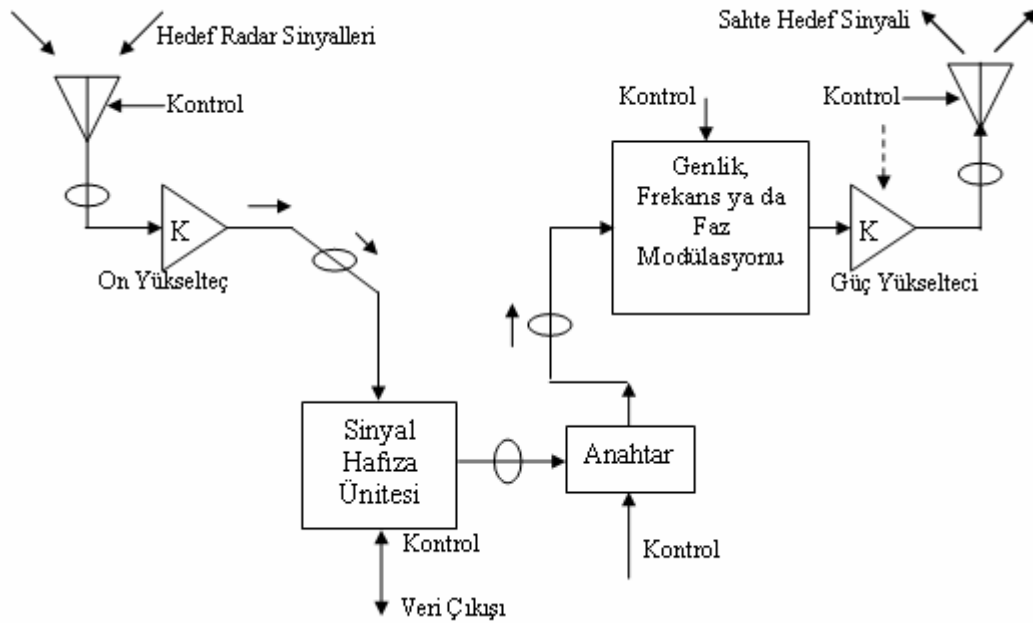 Hedef Radar Sinyalleri
Kontrol
K
On Yükselteç
Sinyal
Hafıza
Ünitesi
Kontrol
Veri Çıkışı
Anahtar
Kontrol
Kontrol
Genlik,
Frekans ya da
Faz
Modülasyonu
K
Güç Yükselteci
Kontrol
Sahte Hedef Sinyali